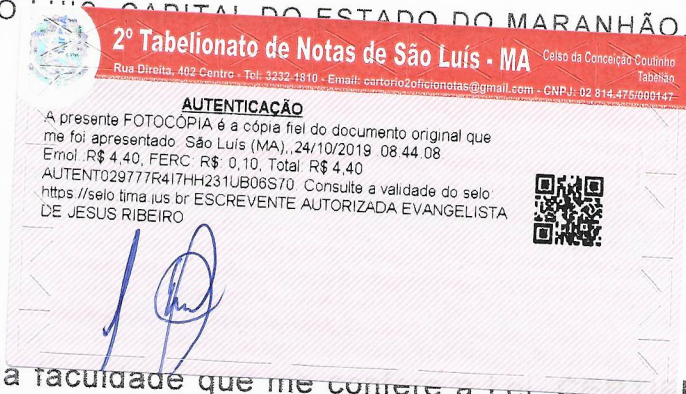 CAPITAL DO ESTADO DO MARANHÃO
2º Tabelionato de Notas de São Luís - MA
Celso da Conceição Coutinho
Tabelião
Rua Direita, 402 Centro - Tel: 3232-1810 - Email: cartorio2oficionotas@gmail.com - CNPJ: 02.814.475/000147
AUTENTICAÇÃO
A presente FOTOCÓPIA é a cópia fiel do documento original que
me foi apresentado. São Luís (MA),,24/10/2019 08:44:08
Emol.:R$ 4,40, FERC: R$: 0,10, Total: R$ 4,40
AUTENT029777R4I7HH231UB06S70. Consulte a validade do selo:
https://selo.tjma.jus.br ESCREVENTE AUTORIZADA EVANGELISTA
DE JESUS RIBEIRO
a faculdade que me confere a